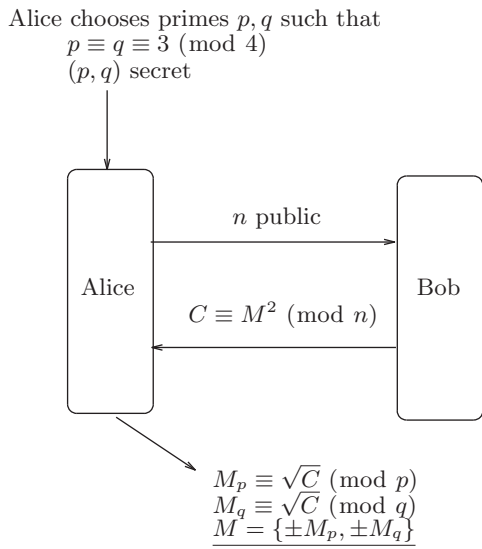 Alice chooses primes p, q such that
p ≡ q ≡ 3 (mod 4)
(p, q) secret
n public
Alice
Bob
C ≡ M² (mod n)
M_p ≡ √C (mod p)
M_q ≡ √C (mod q)
M = {±M_p, ±M_q}